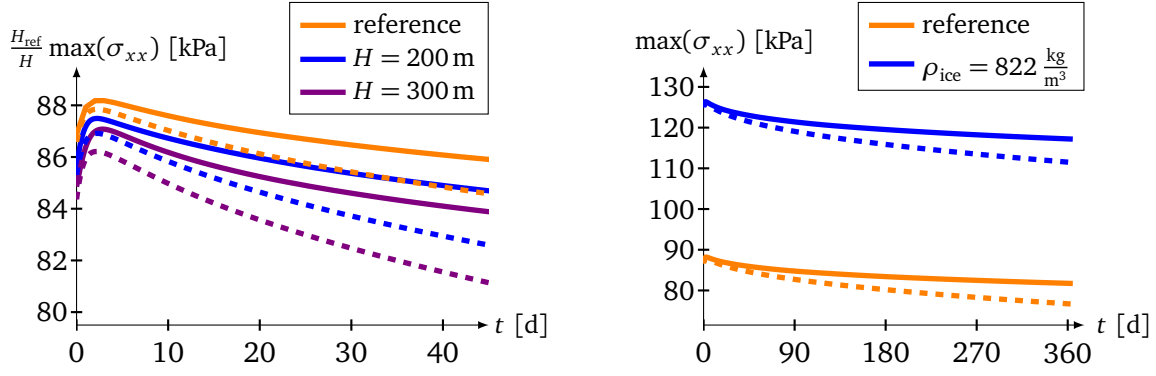 H_ref/H max(σ_xx) [kPa]
reference
H = 200 m
H = 300 m
88
86
84
82
80
0 10 20 30 40
t [d]
max(σ_xx) [kPa]
reference
ρ_ice = 822 kg/m³
130
120
110
100
90
80
0 90 180 270 360
t [d]